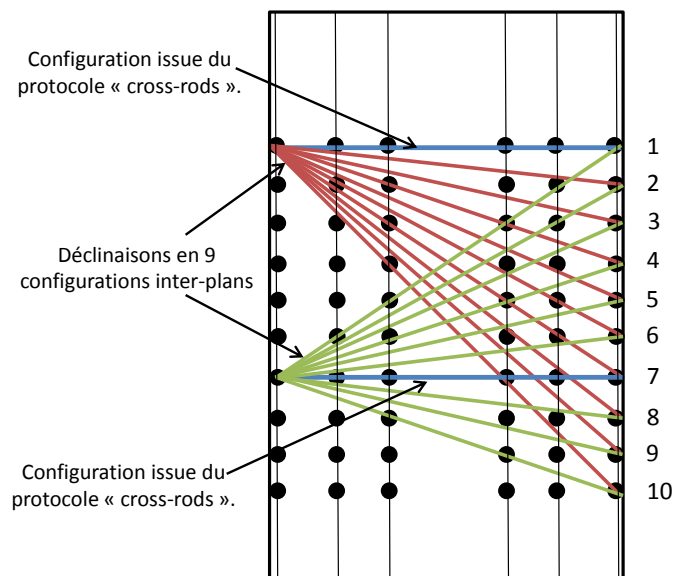 Configuration issue du
protocole « cross-rods ».
Déclinaisons en 9
configurations inter-plans
Configuration issue du
protocole « cross-rods ».
1
2
3
4
5
6
7
8
9
10